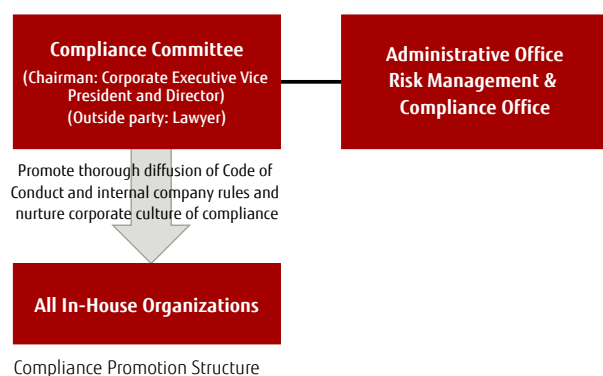 Compliance Committee
(Chairman: Corporate Executive Vice
President and Director)
(Outside party: Lawyer)
Administrative Office
Risk Management &
Compliance Office
Promote thorough diffusion of Code of
Conduct and internal company rules and
nurture corporate culture of compliance
All In-House Organizations
Compliance Promotion Structure